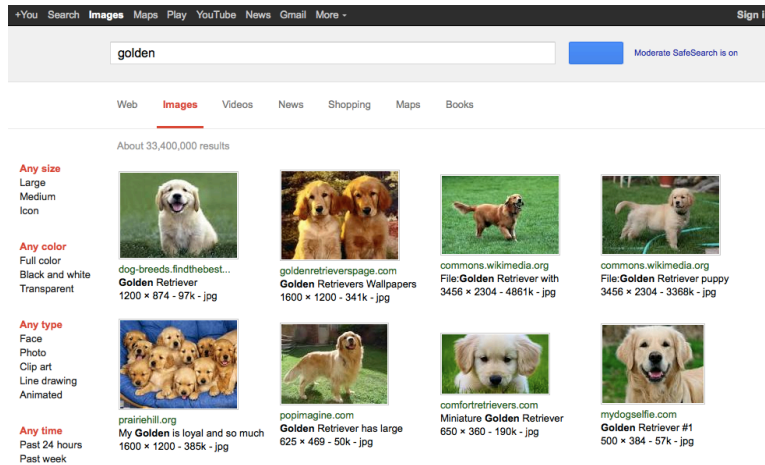 +You Search Images Maps Play YouTube News Gmail More
Sign i
golden
Moderate SafeSearch is on
Web Images Videos News Shopping Maps Books
About 33,400,000 results
Any size
Large
Medium
Icon
Any color
Full color
Black and white
Transparent
Any type
Face
Photo
Clip art
Line drawing
Animated
Any time
Past 24 hours
Past week
dog-breeds.findthebest...
Golden Retriever
1200 × 874 - 97k - jpg
goldenretrieverspage.com
Golden Retrievers Wallpapers
1600 × 1200 - 341k - jpg
commons.wikimedia.org
File:Golden Retriever with
3456 × 2304 - 4861k - jpg
commons.wikimedia.org
File:Golden Retriever puppy
3456 × 2304 - 3368k - jpg
prairiehill.org
My Golden is loyal and so much
1600 × 1200 - 385k - jpg
popimagine.com
Golden Retriever has large
625 × 469 - 50k - jpg
comfortretrievers.com
Miniature Golden Retriever
650 × 360 - 190k - jpg
mydogselfie.com
Golden Retriever #1
500 × 384 - 57k - jpg